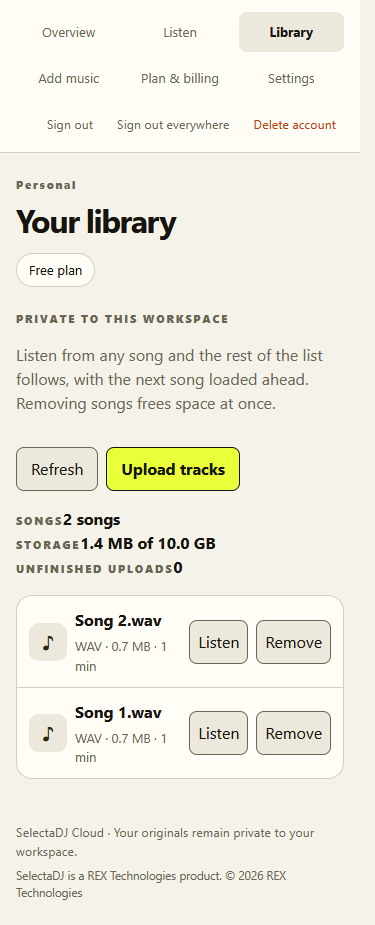 Overview Listen Library
Add music Plan & billing Settings
Sign out Sign out everywhere Delete account
Personal
Your library
Free plan
PRIVATE TO THIS WORKSPACE
Listen from any song and the rest of the list
follows, with the next song loaded ahead.
Removing songs frees space at once.
Refresh Upload tracks
SONGS2 songs
STORAGE1.4 MB of 10.0 GB
UNFINISHED UPLOADS0
Song 2.wav
WAV · 0.7 MB · 1
min
Listen Remove
Song 1.wav
WAV · 0.7 MB · 1
min
Listen Remove
SelectaDJ Cloud · Your originals remain private to your
workspace.
SelectaDJ is a REX Technologies product. © 2026 REX
Technologies